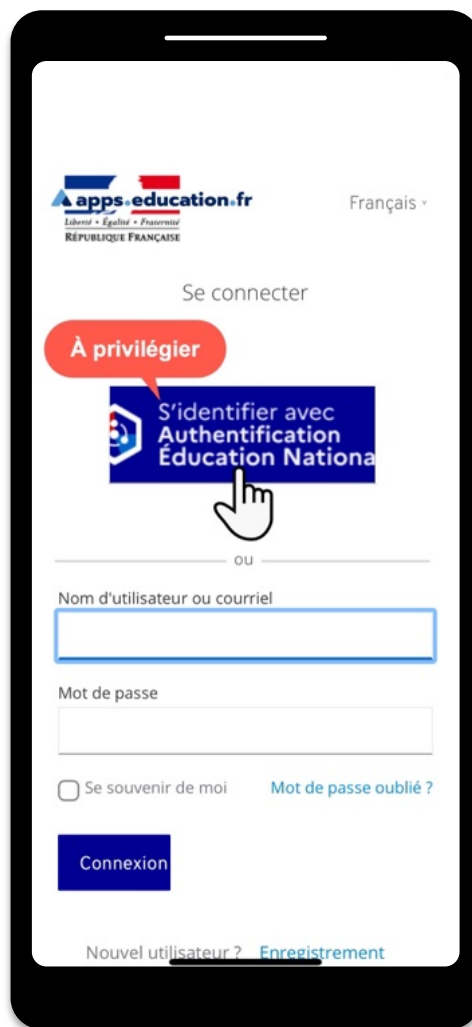 apps.education.fr
Liberté • Égalité • Fraternité
RÉPUBLIQUE FRANÇAISE
Français
Se connecter
À privilégier
S'identifier avec
Authentification
Éducation Nationa
ou
Nom d'utilisateur ou courriel
Mot de passe
Se souvenir de moi Mot de passe oublié ?
Connexion
Nouvel utilisateur ? Enregistrement